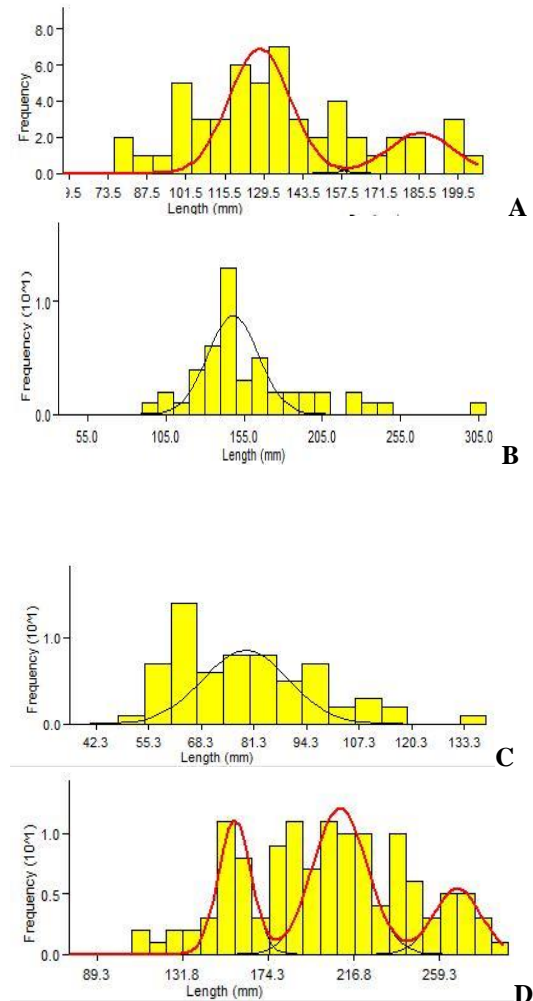 8.0
6.0
4.0
2.0
0.0
Frequency
9.5 73.5 87.5 101.5 115.5 129.5 143.5 157.5 171.5 185.5 199.5
Length (mm)
A
1.0
0.0
Frequency (10^1)
55.0 105.0 155.0 205.0 255.0 305.0
Length (mm)
B
1.0
0.0
Frequency (10^1)
42.3 55.3 68.3 81.3 94.3 107.3 120.3 133.3
Length (mm)
C
1.0
0.5
0.0
Frequency (10^1)
89.3 131.8 174.3 216.8 259.3
Length (mm)
D